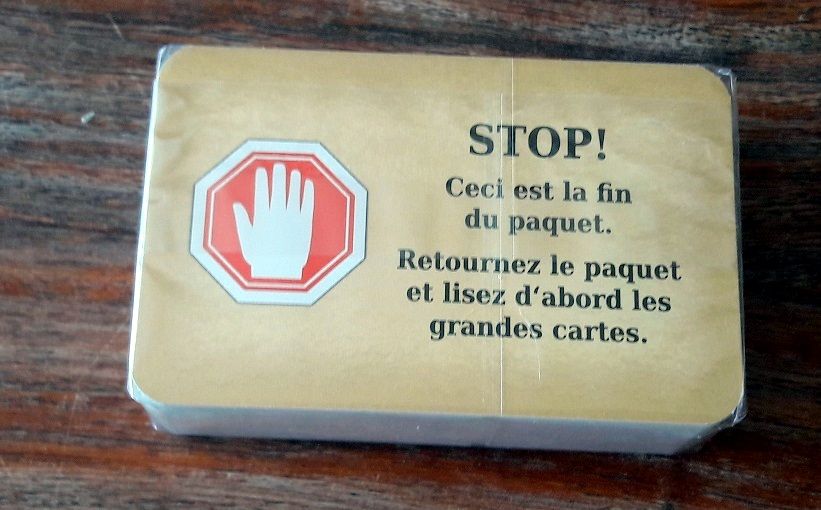 STOP!
Ceci est la fin
du paquet.
Retournez le paquet
et lisez d‘abord les
grandes cartes.